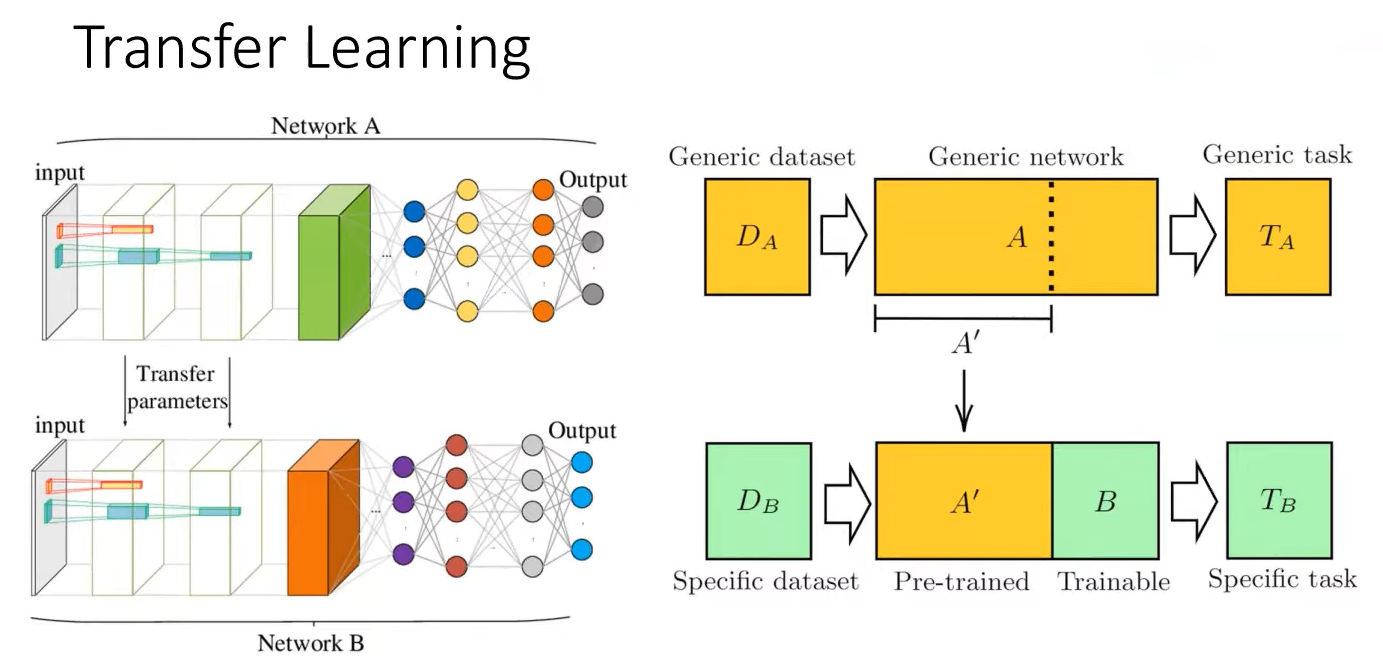 Transfer Learning
Network A
input
Output
...
Transfer
parameters
input
Output
...
Network B
Generic dataset
Generic network
Generic task
D_A
A
T_A
A′
D_B
A′
B
T_B
Specific dataset
Pre-trained
Trainable
Specific task